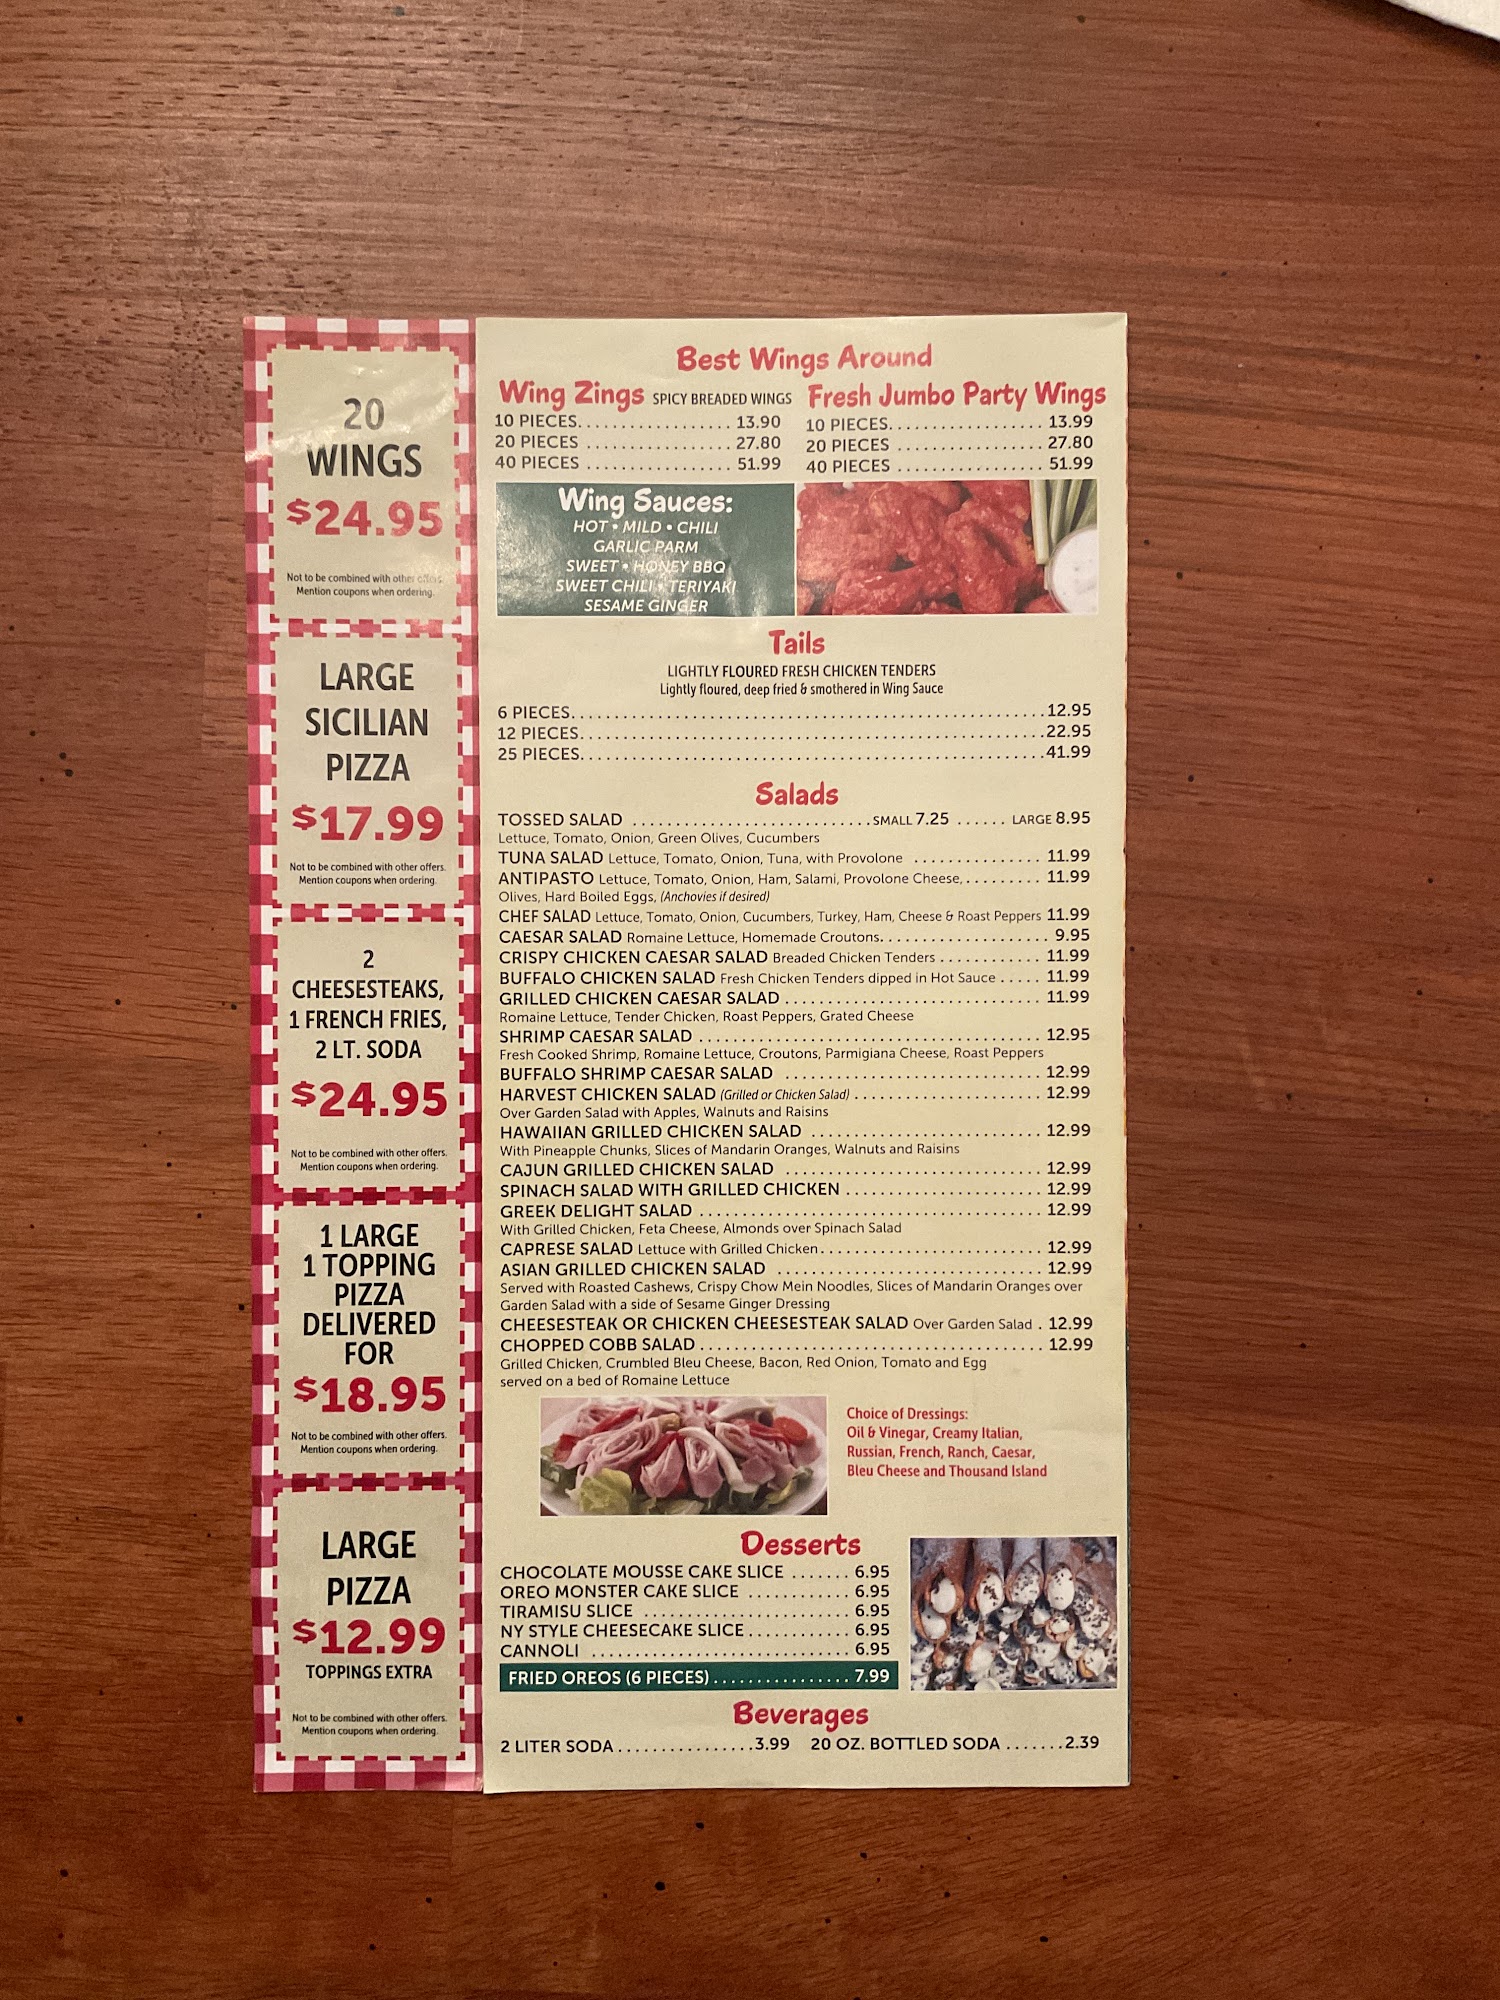 20
WINGS
$24.95
Not to be combined with other offers.
Mention coupons when ordering.
LARGE
SICILIAN
PIZZA
$17.99
Not to be combined with other offers.
Mention coupons when ordering.
2
CHEESESTEAKS,
1 FRENCH FRIES,
2 LT. SODA
$24.95
Not to be combined with other offers.
Mention coupons when ordering.
1 LARGE
1 TOPPING
PIZZA
DELIVERED
FOR
$18.95
Not to be combined with other offers.
Mention coupons when ordering.
LARGE
PIZZA
$12.99
TOPPINGS EXTRA
Not to be combined with other offers.
Mention coupons when ordering.
Best Wings Around
Wing Zings SPICY BREADED WINGS
10 PIECES. . . . . . . . . . . . . . . . . . 13.90
20 PIECES . . . . . . . . . . . . . . . . . 27.80
40 PIECES . . . . . . . . . . . . . . . . . 51.99
Fresh Jumbo Party Wings
10 PIECES. . . . . . . . . . . . . . . . . . 13.99
20 PIECES . . . . . . . . . . . . . . . . . 27.80
40 PIECES . . . . . . . . . . . . . . . . . 51.99
Wing Sauces:
HOT • MILD • CHILI
GARLIC PARM
SWEET • HONEY BBQ
SWEET CHILI • TERIYAKI
SESAME GINGER
Tails
LIGHTLY FLOURED FRESH CHICKEN TENDERS
Lightly floured, deep fried & smothered in Wing Sauce
6 PIECES. . . . . . . . . . . . . . . . . . . . 12.95
12 PIECES. . . . . . . . . . . . . . . . . . . . 22.95
25 PIECES. . . . . . . . . . . . . . . . . . . . 41.99
Salads
TOSSED SALAD . . . . . . . . . . . . SMALL 7.25 . . . . . . LARGE 8.95
Lettuce, Tomato, Onion, Green Olives, Cucumbers
TUNA SALAD Lettuce, Tomato, Onion, Tuna, with Provolone . . . . . . . . . . . . . . . 11.99
ANTIPASTO Lettuce, Tomato, Onion, Ham, Salami, Provolone Cheese, . . . . . . . . . 11.99
Olives, Hard Boiled Eggs, (Anchovies if desired)
CHEF SALAD Lettuce, Tomato, Onion, Cucumbers, Turkey, Ham, Cheese & Roast Peppers 11.99
CAESAR SALAD Romaine Lettuce, Homemade Croutons. . . . . . . . . . . . . . . . . . . 9.95
CRISPY CHICKEN CAESAR SALAD Breaded Chicken Tenders . . . . . . . . . . . . 11.99
BUFFALO CHICKEN SALAD Fresh Chicken Tenders dipped in Hot Sauce . . . . . 11.99
GRILLED CHICKEN CAESAR SALAD . . . . . . . . . . . . . . . . . . . . 11.99
Romaine Lettuce, Tender Chicken, Roast Peppers, Grated Cheese
SHRIMP CAESAR SALAD . . . . . . . . . . . . . . . . . . . . 12.95
Fresh Cooked Shrimp, Romaine Lettuce, Croutons, Parmigiana Cheese, Roast Peppers
BUFFALO SHRIMP CAESAR SALAD . . . . . . . . . . . . . . . . . . . . 12.99
HARVEST CHICKEN SALAD (Grilled or Chicken Salad) . . . . . . . . . . . . . . . . . . . . 12.99
Over Garden Salad with Apples, Walnuts and Raisins
HAWAIIAN GRILLED CHICKEN SALAD . . . . . . . . . . . . . . . . . . . . 12.99
With Pineapple Chunks, Slices of Mandarin Oranges, Walnuts and Raisins
CAJUN GRILLED CHICKEN SALAD . . . . . . . . . . . . . . . . . . . . 12.99
SPINACH SALAD WITH GRILLED CHICKEN . . . . . . . . . . . . . . . . . . . . 12.99
GREEK DELIGHT SALAD . . . . . . . . . . . . . . . . . . . . 12.99
With Grilled Chicken, Feta Cheese, Almonds over Spinach Salad
CAPRESE SALAD Lettuce with Grilled Chicken. . . . . . . . . . . . . . . . . . . . 12.99
ASIAN GRILLED CHICKEN SALAD . . . . . . . . . . . . . . . . . . . . 12.99
Served with Roasted Cashews, Crispy Chow Mein Noodles, Slices of Mandarin Oranges over
Garden Salad with a side of Sesame Ginger Dressing
CHEESESTEAK OR CHICKEN CHEESESTEAK SALAD Over Garden Salad . 12.99
CHOPPED COBB SALAD . . . . . . . . . . . . . . . . . . . . 12.99
Grilled Chicken, Crumbled Bleu Cheese, Bacon, Red Onion, Tomato and Egg
served on a bed of Romaine Lettuce
Choice of Dressings:
Oil & Vinegar, Creamy Italian,
Russian, French, Ranch, Caesar,
Bleu Cheese and Thousand Island
Desserts
CHOCOLATE MOUSSE CAKE SLICE . . . . . . . 6.95
OREO MONSTER CAKE SLICE . . . . . . . . . . . . 6.95
TIRAMISU SLICE . . . . . . . . . . . . . . . . . . . . 6.95
NY STYLE CHEESECAKE SLICE . . . . . . . . . . . . 6.95
CANNOLI . . . . . . . . . . . . . . . . . . . . 6.95
FRIED OREOS (6 PIECES) . . . . . . . . . . . . . . . . 7.99
Beverages
2 LITER SODA . . . . . . . . . . . . . . . . 3.99 20 OZ. BOTTLED SODA . . . . . . . 2.39